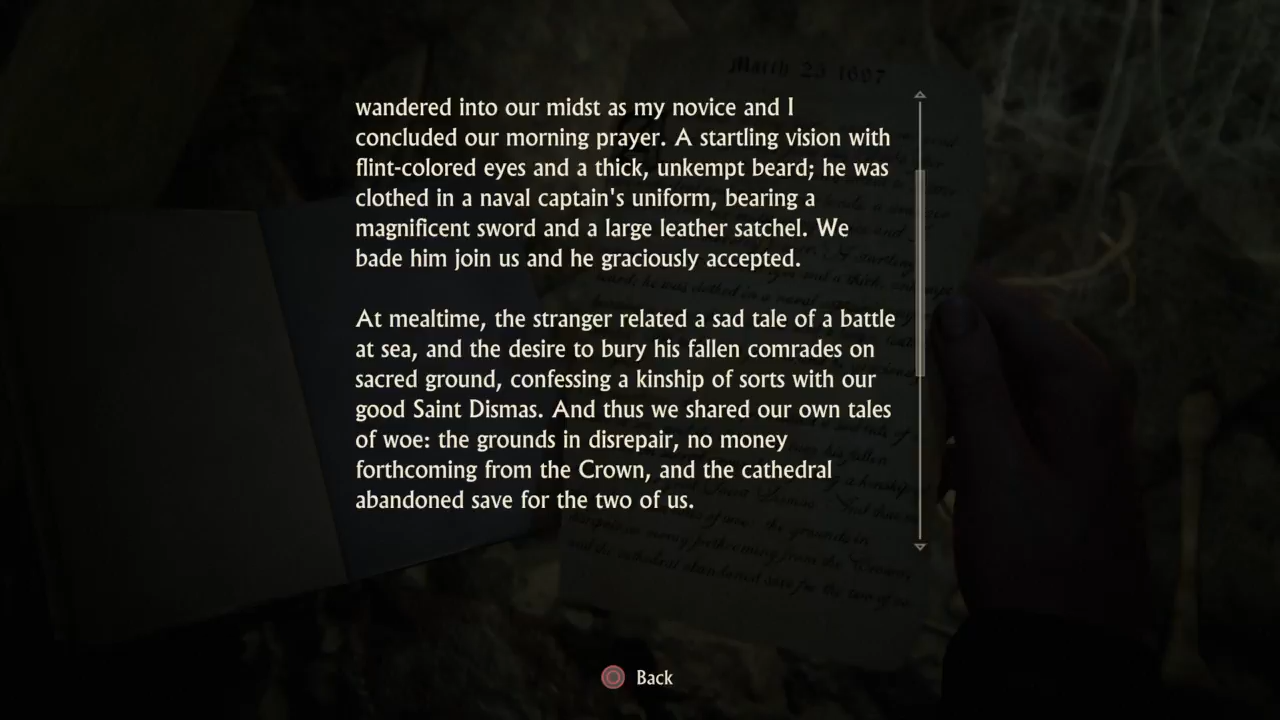 March 23 1697
wandered into our midst as my novice and I
concluded our morning prayer. A startling vision with
flint-colored eyes and a thick, unkempt beard; he was
clothed in a naval captain's uniform, bearing a
magnificent sword and a large leather satchel. We
bade him join us and he graciously accepted.
At mealtime, the stranger related a sad tale of a battle
at sea, and the desire to bury his fallen comrades on
sacred ground, confessing a kinship of sorts with our
good Saint Dismas. And thus we shared our own tales
of woe: the grounds in disrepair, no money
forthcoming from the Crown, and the cathedral
abandoned save for the two of us.
Back